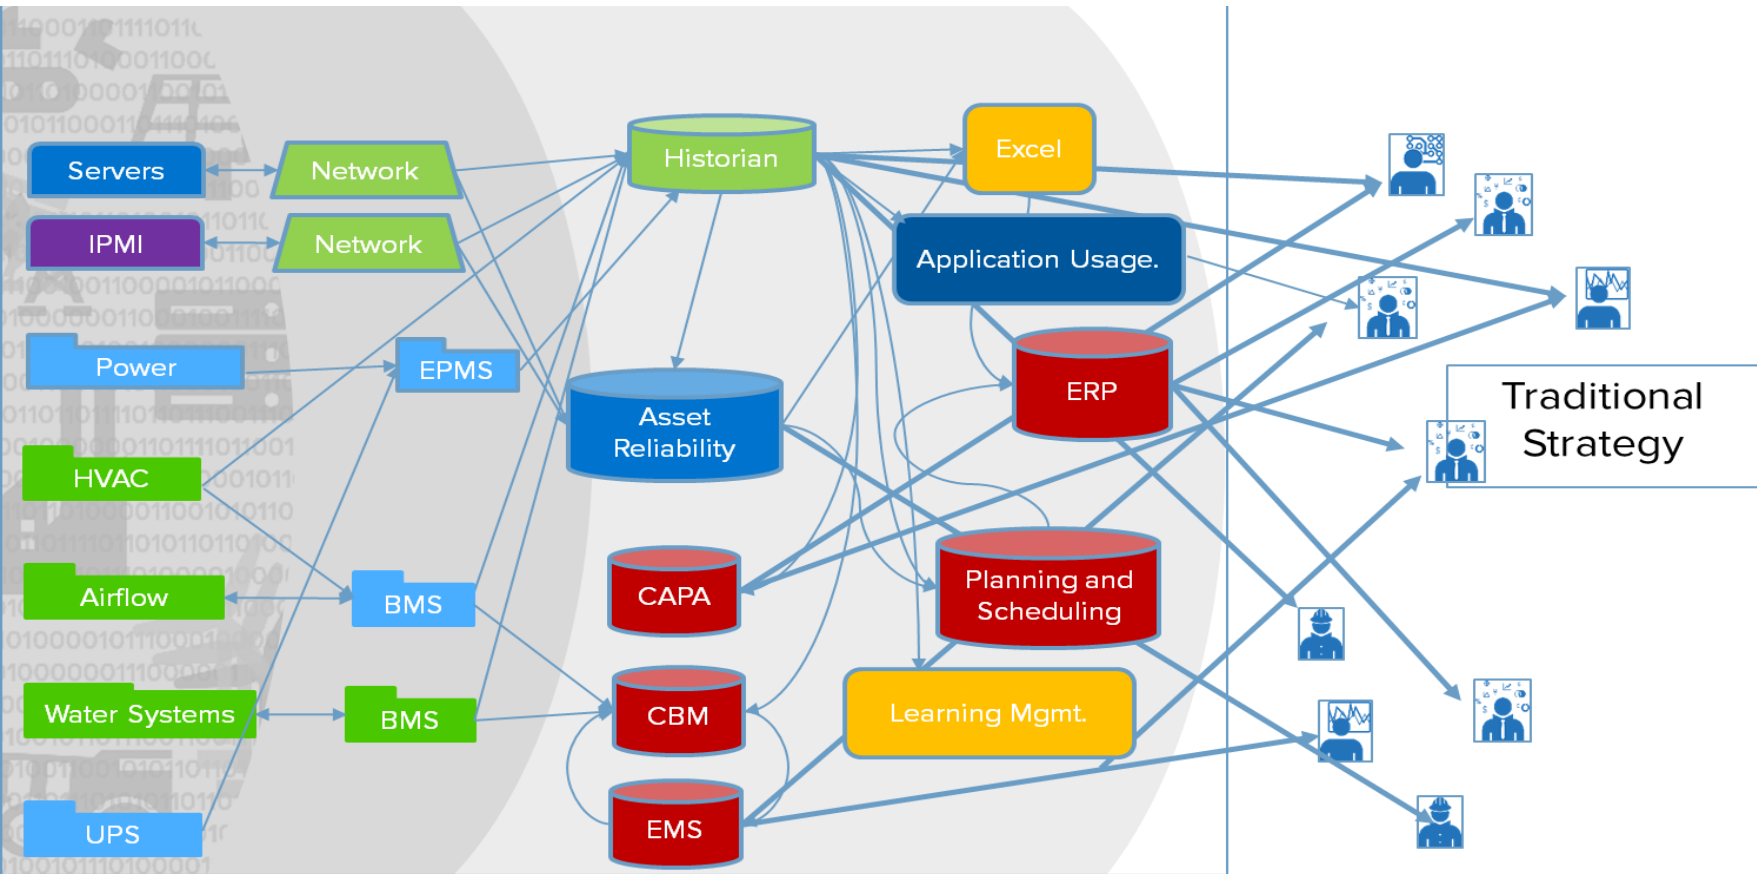 Servers
Network
Historian
Excel
IPMI
Network
Application Usage.
Power
EPMS
ERP
Traditional
Strategy
Asset
Reliability
HVAC
Airflow
BMS
CAPA
Planning and
Scheduling
Water Systems
BMS
CBM
Learning Mgmt.
UPS
EMS